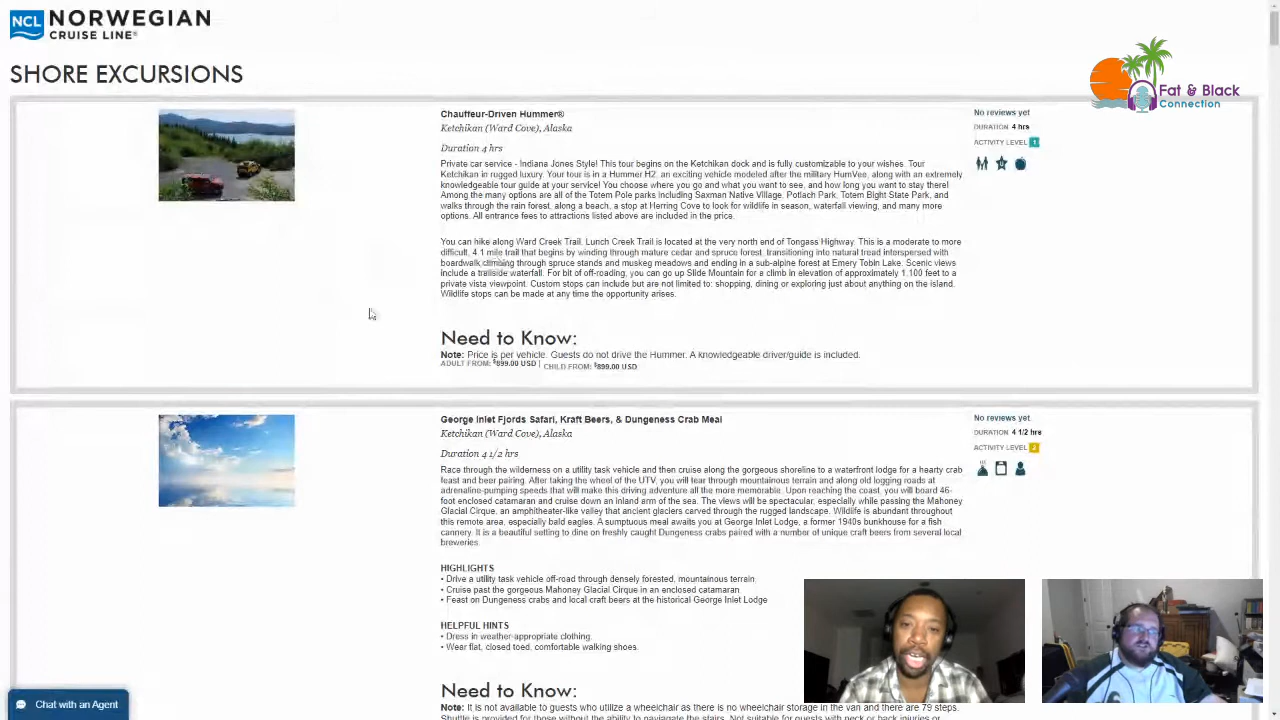 NCL NORWEGIAN
CRUISE LINE®
SHORE EXCURSIONS
Fat & Black
Connection
Chauffeur-Driven Hummer®
Ketchikan (Ward Cove), Alaska
Duration 4 hrs
Private car service - Indiana Jones Style! This tour begins on the Ketchikan dock and is fully customizable to your wishes. Tour
Ketchikan in rugged luxury. Your tour is in a Hummer H2, an exciting vehicle modeled after the military HumVee, along with an extremely
knowledgeable tour guide at your service! You choose where you go and what you want to see, and how long you want to stay there!
Among the many options are all of the Totem Pole parks including Saxman Native Village, Potlach Park, Totem Bight State Park, and
walks through the rain forest, along a beach, a stop at Herring Cove to look for wildlife in season, waterfall viewing, and many more
options. All entrance fees to attractions listed above are included in the price.
You can hike along Ward Creek Trail. Lunch Creek Trail is located at the very north end of Tongass Highway. This is a moderate to more
difficult, 4.1 mile trail that begins by winding through mature cedar and spruce forest, transitioning into natural tread interspersed with
boardwalk climbing through spruce stands and muskeg meadows and ending in a sub-alpine forest at Emery Tobin Lake. Scenic views
include a trailside waterfall. For bit of off-roading, you can go up Slide Mountain for a climb in elevation of approximately 1,100 feet to a
private vista viewpoint. Custom stops can include but are not limited to: shopping, dining or exploring just about anything on the island.
Wildlife stops can be made at any time the opportunity arises.
Need to Know:
Note: Price is per vehicle. Guests do not drive the Hummer. A knowledgeable driver/guide is included.
ADULT FROM: $899.00 USD | CHILD FROM: $899.00 USD
No reviews yet
DURATION 4 hrs
ACTIVITY LEVEL 1
George Inlet Fjords Safari, Kraft Beers, & Dungeness Crab Meal
Ketchikan (Ward Cove), Alaska
Duration 4 1/2 hrs
Race through the wilderness on a utility task vehicle and then cruise along the gorgeous shoreline to a waterfront lodge for a hearty crab
feast and beer pairing. After taking the wheel of the UTV, you will tear through mountainous terrain and along old logging roads at
adrenaline-pumping speeds that will make this driving adventure all the more memorable. Upon reaching the coast, you will board 46-
foot enclosed catamaran and cruise down an inland arm of the sea. The views will be spectacular, especially while passing the Mahoney
Glacial Cirque, an amphitheater-like valley that ancient glaciers carved through the rugged landscape. Wildlife is abundant throughout
this remote area, especially bald eagles. A sumptuous meal awaits you at George Inlet Lodge, a former 1940s bunkhouse for a fish
cannery. It is a beautiful setting to dine on freshly caught Dungeness crabs paired with a number of unique craft beers from several local
breweries.
HIGHLIGHTS
• Drive a utility task vehicle off-road through densely forested, mountainous terrain
• Cruise past the gorgeous Mahoney Glacial Cirque in an enclosed catamaran
• Feast on Dungeness crabs and local craft beers at the historical George Inlet Lodge
HELPFUL HINTS
• Dress in weather-appropriate clothing.
• Wear flat, closed toed, comfortable walking shoes.
Need to Know:
Note: It is not available to guests who utilize a wheelchair as there is no wheelchair storage in the van and there are 79 steps.
Shuttle is provided for those without the ability to navigate the stairs. Not suitable for guests with neck or back injuries or
No reviews yet
DURATION 4 1/2 hrs
ACTIVITY LEVEL 2
Chat with an Agent